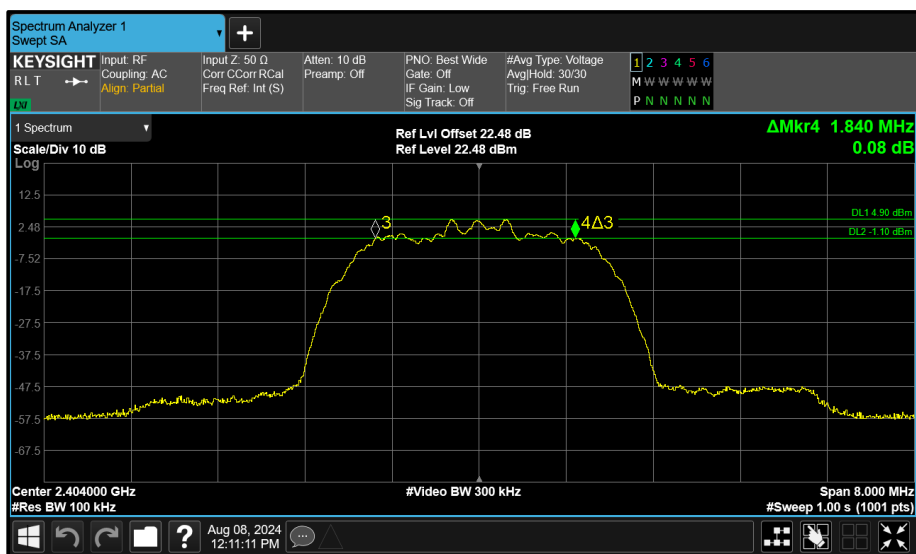 Spectrum Analyzer 1
Swept SA
KEYSIGHT
R L T
LXI
Input: RF
Coupling: AC
Align: Partial
Input Z: 50 Ω
Corr CCorr RCal
Freq Ref: Int (S)
Atten: 10 dB
Preamp: Off
PNO: Best Wide
Gate: Off
IF Gain: Low
Sig Track: Off
#Avg Type: Voltage
Avg|Hold: 30/30
Trig: Free Run
1 2 3 4 5 6
M W W W W W
P N N N N N
1 Spectrum
Scale/Div 10 dB
Ref Lvl Offset 22.48 dB
Ref Level 22.48 dBm
ΔMkr4 1.840 MHz
0.08 dB
Log
12.5
2.48
-7.52
-17.5
-27.5
-37.5
-47.5
-57.5
-67.5
3
4Δ3
DL1 4.90 dBm
DL2 -1.10 dBm
Center 2.404000 GHz
#Res BW 100 kHz
#Video BW 300 kHz
Span 8.000 MHz
#Sweep 1.00 s (1001 pts)
?
Aug 08, 2024
12:11:11 PM